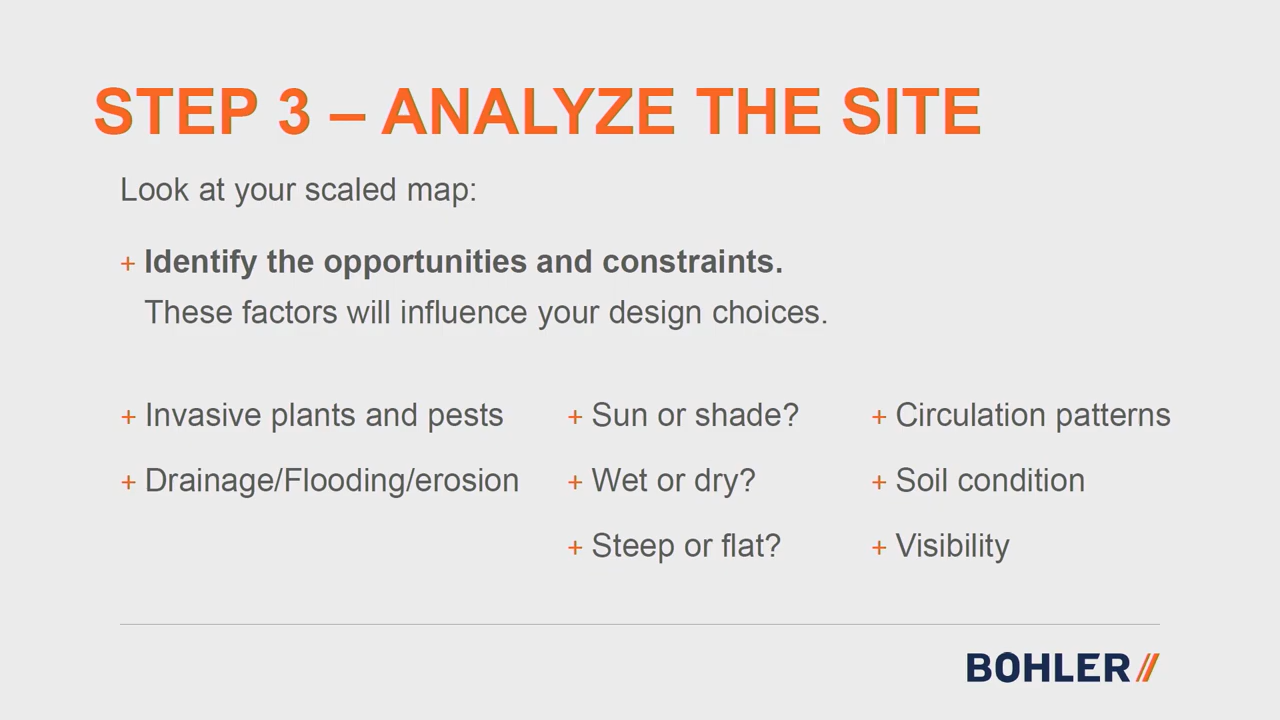 STEP 3 – ANALYZE THE SITE
Look at your scaled map:
+ Identify the opportunities and constraints.
These factors will influence your design choices.
+ Invasive plants and pests
+ Drainage/Flooding/erosion
+ Sun or shade?
+ Wet or dry?
+ Steep or flat?
+ Circulation patterns
+ Soil condition
+ Visibility
BOHLER//